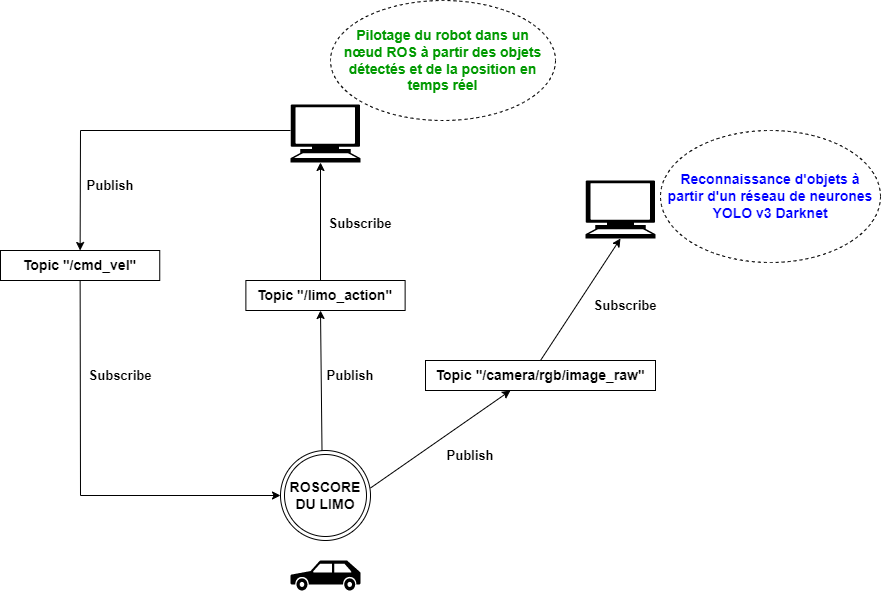 Pilotage du robot dans un
nœud ROS à partir des objets
détectés et de la position en
temps réel
Reconnaissance d'objets à
partir d'un réseau de neurones
YOLO v3 Darknet
Publish
Subscribe
Topic "/cmd_vel"
Topic "/limo_action"
Subscribe
Subscribe
Publish
Topic "/camera/rgb/image_raw"
Publish
ROSCORE
DU LIMO